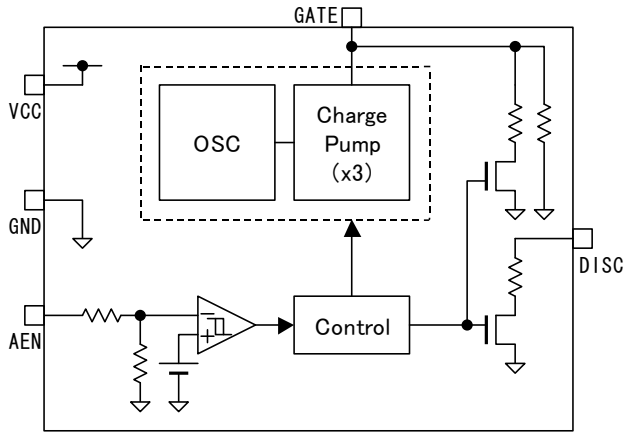 GATE
VCC
OSC
Charge
Pump
(x3)
GND
DISC
AEN
−
+
Control